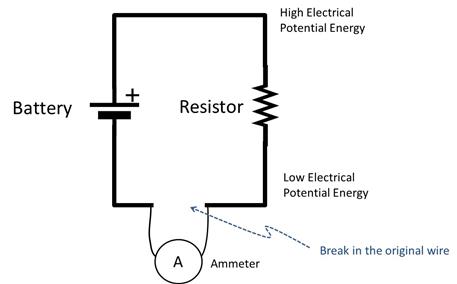 High Electrical
Potential Energy
+
Battery
Resistor
Low Electrical
Potential Energy
Break in the original wire
A
Ammeter